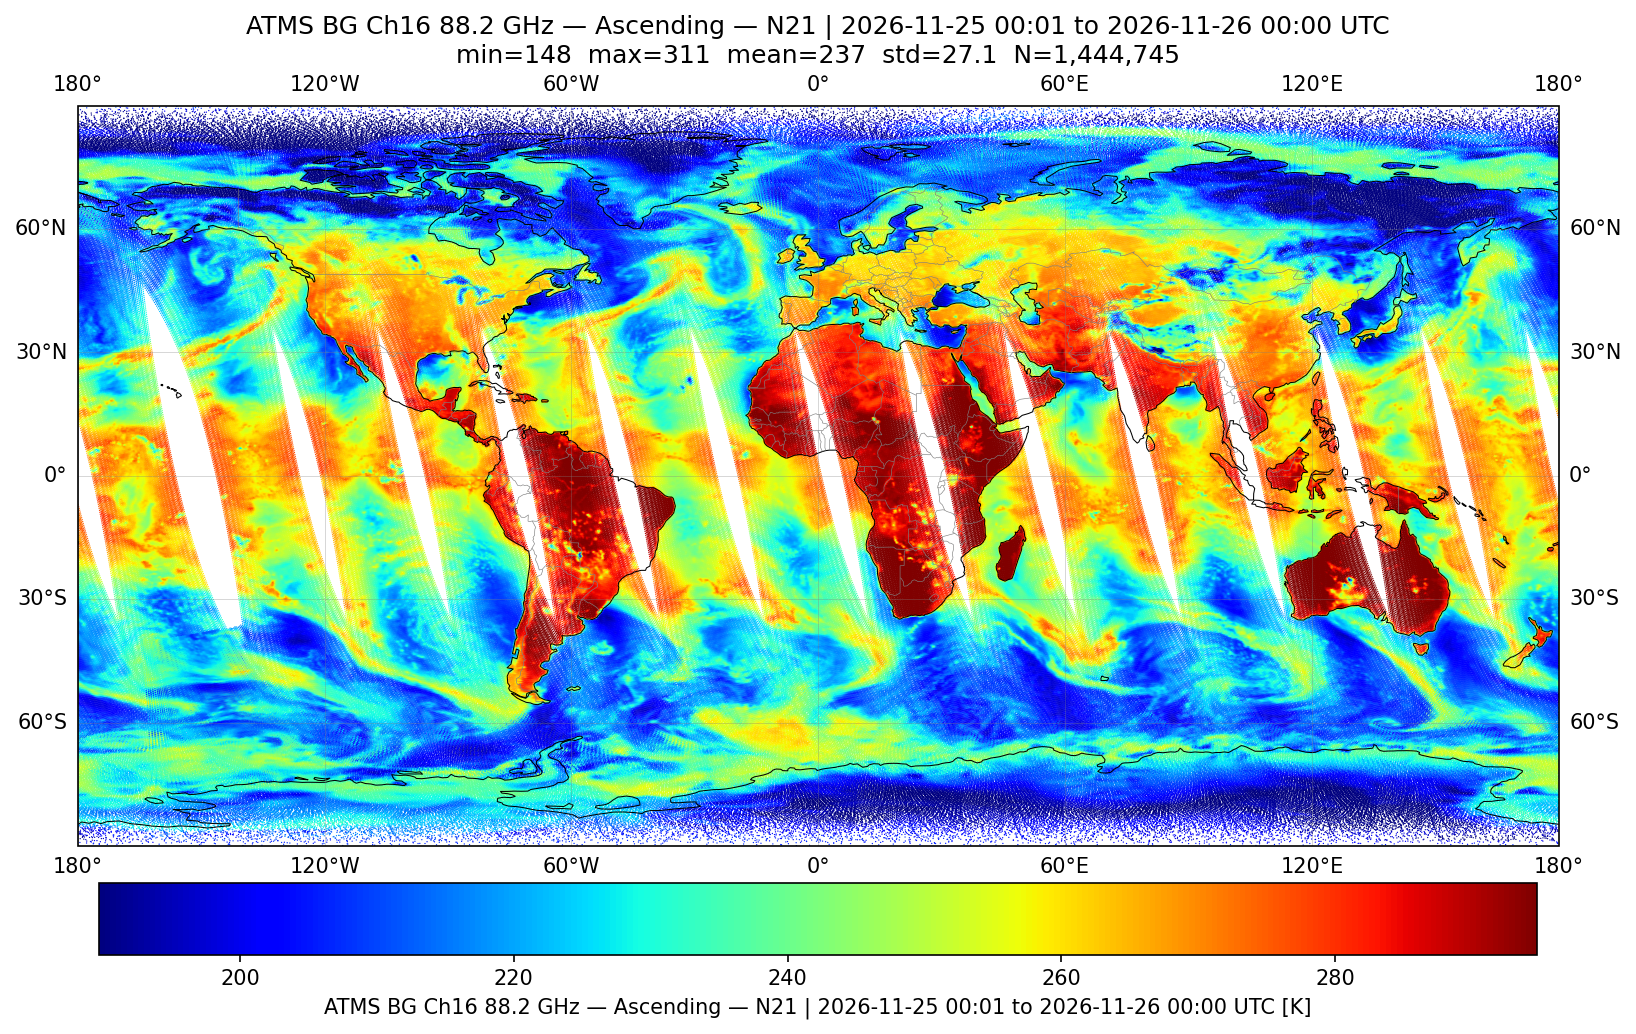 ATMS BG Ch16 88.2 GHz — Ascending — N21 | 2026-11-25 00:01 to 2026-11-26 00:00 UTC
min=148  max=311  mean=237  std=27.1  N=1,444,745
180° 120°W 60°W 0° 60°E 120°E 180°
60°N 60°N
30°N 30°N
0° 0°
30°S 30°S
60°S 60°S
180° 120°W 60°W 0° 60°E 120°E 180°
200 220 240 260 280
ATMS BG Ch16 88.2 GHz — Ascending — N21 | 2026-11-25 00:01 to 2026-11-26 00:00 UTC [K]